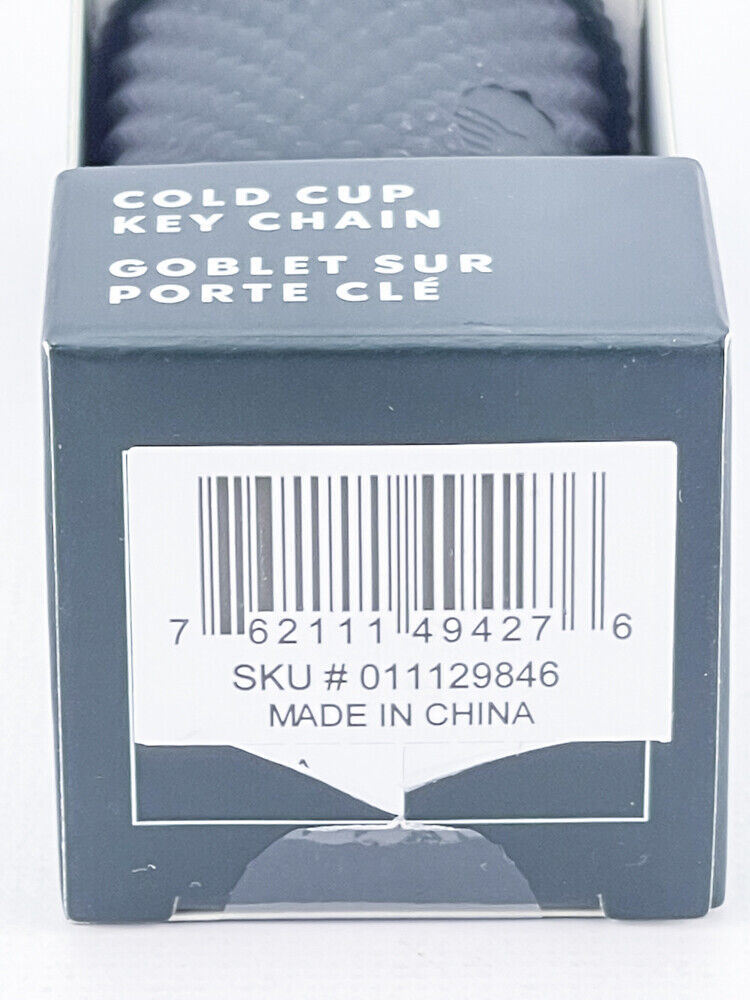 COLD CUP
KEY CHAIN
GOBLET SUR
PORTE CLÉ
7 62111 49427 6
SKU # 011129846
MADE IN CHINA